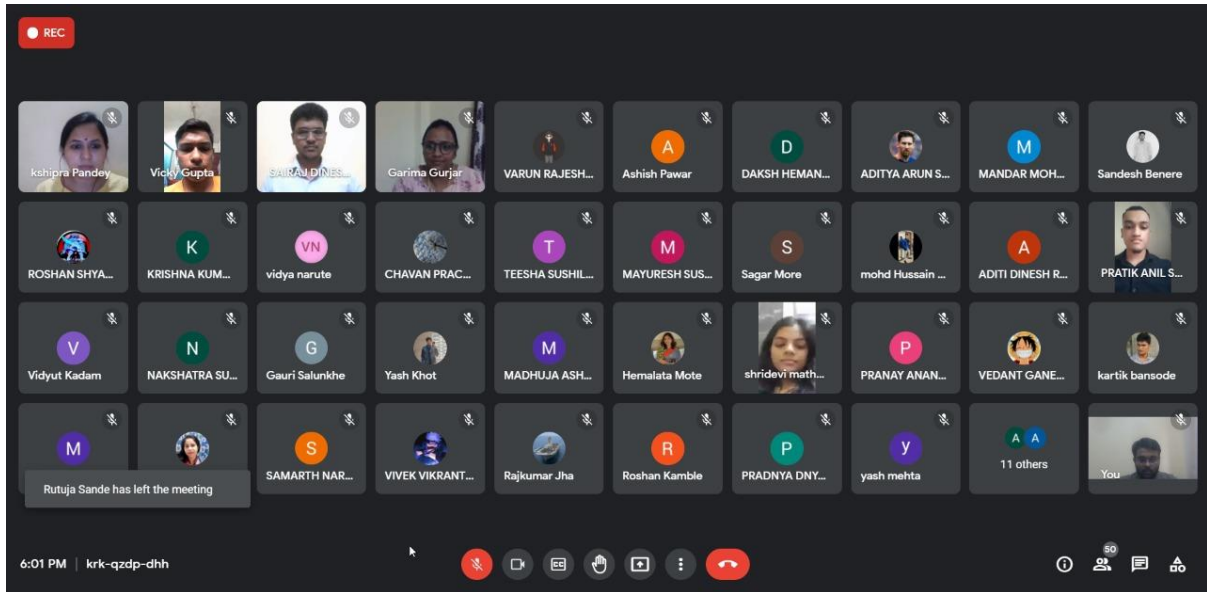 REC
kshipra Pandey
Vicky Gupta
SAIRAJ DINES...
Garima Gurjar
VARUN RAJESH...
A
Ashish Pawar
D
DAKSH HEMAN...
ADITYA ARUN S...
M
MANDAR MOH...
Sandesh Benere
ROSHAN SHYA...
K
KRISHNA KUM...
VN
vidya narute
CHAVAN PRAC...
T
TEESHA SUSHIL...
M
MAYURESH SUS...
S
Sagar More
mohd Hussain ...
A
ADITI DINESH R...
PRATIK ANIL S...
V
Vidyut Kadam
N
NAKSHATRA SU...
G
Gauri Salunkhe
Yash Khot
M
MADHUJA ASH...
Hemalata Mote
shridevi math...
P
PRANAY ANAN...
VEDANT GANE...
kartik bansode
M
S
SAMARTH NAR...
VIVEK VIKRANT...
Rajkumar Jha
R
Roshan Kamble
P
PRADNYA DNY...
y
yash mehta
A A
11 others
You
Rutuja Sande has left the meeting
6:01 PM | krk-qzdp-dhh
CC
50